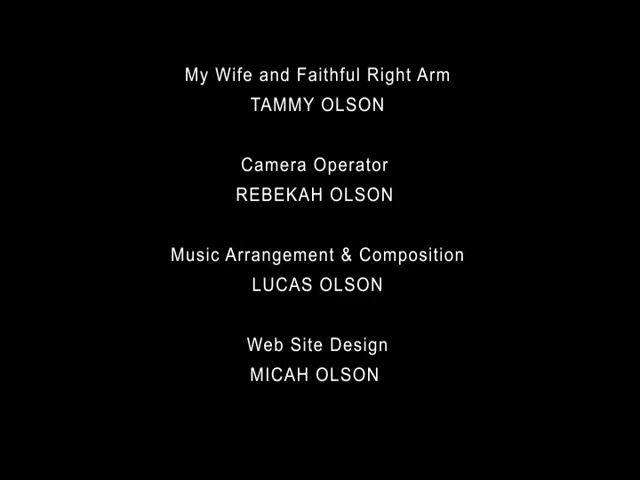 My Wife and Faithful Right Arm
TAMMY OLSON
Camera Operator
REBEKAH OLSON
Music Arrangement & Composition
LUCAS OLSON
Web Site Design
MICAH OLSON